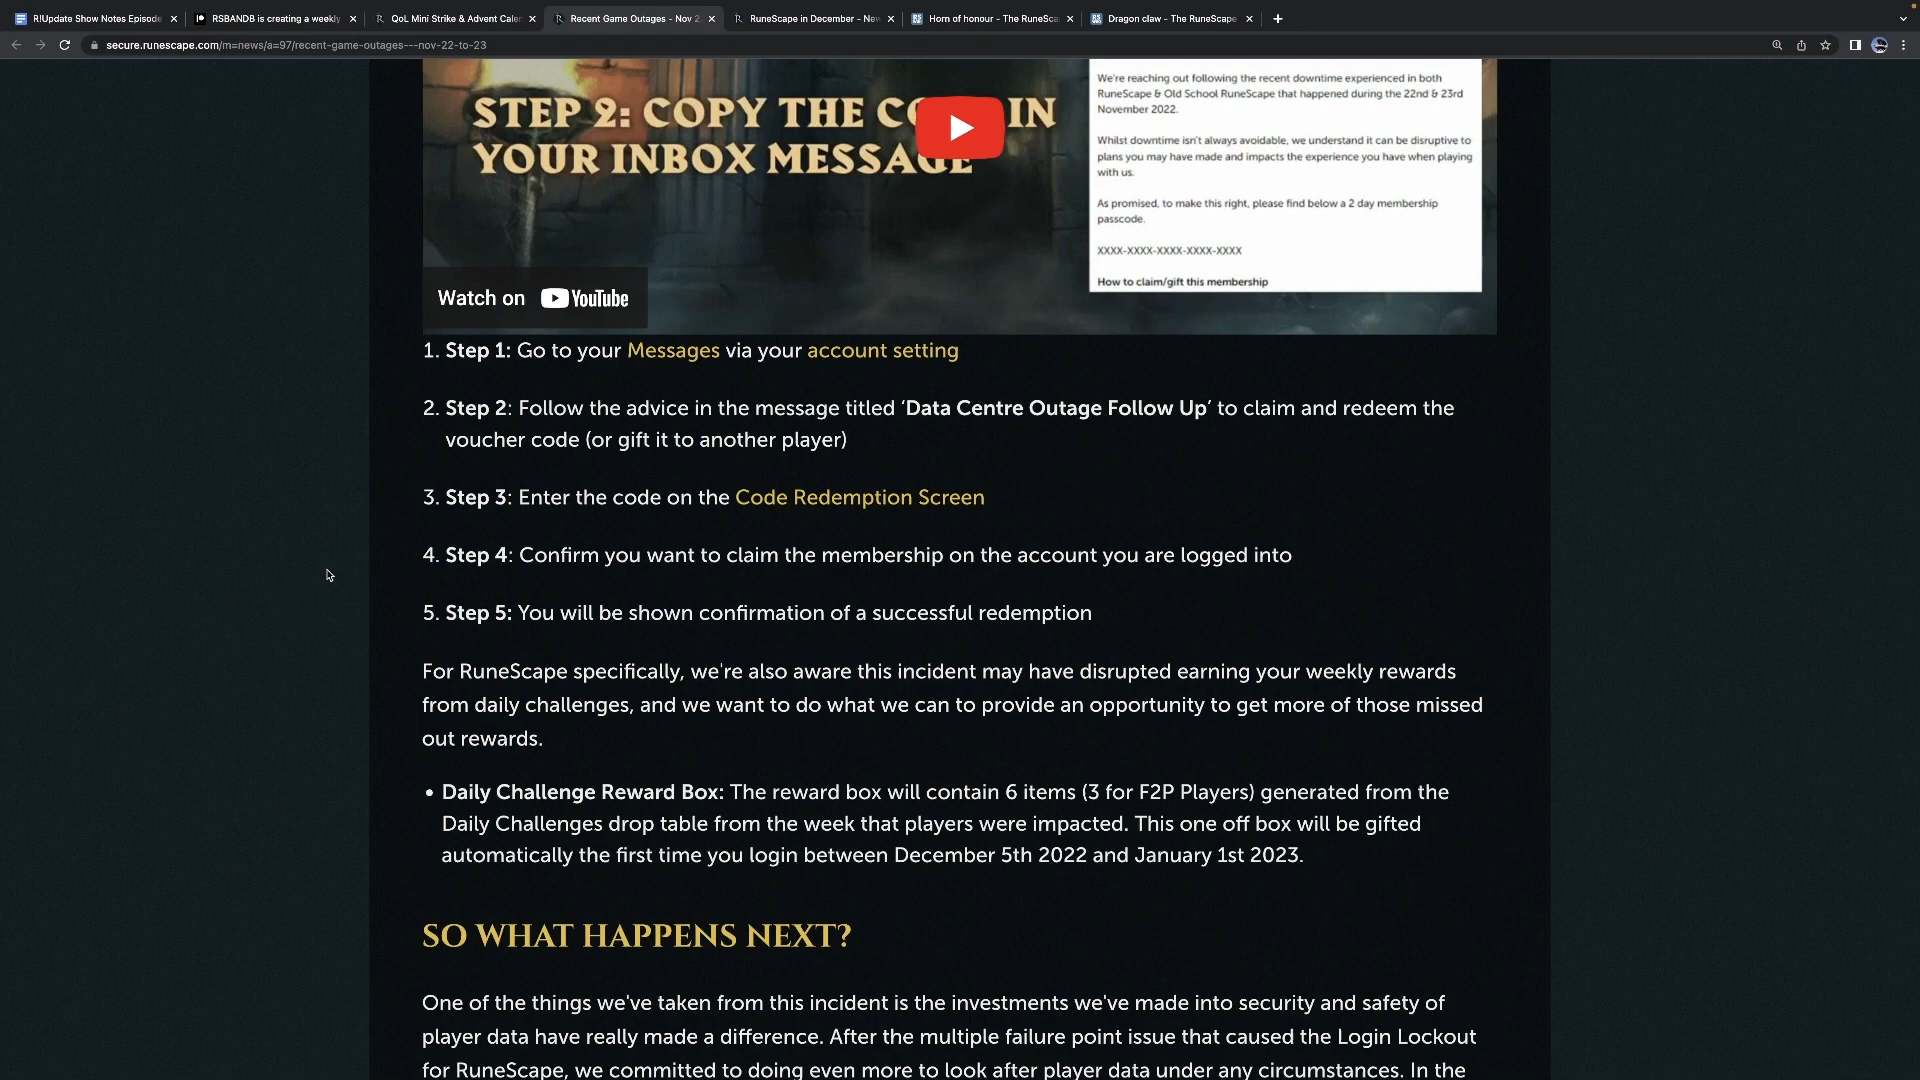 R!Update Show Notes Episode
RSBANDB is creating a weekly
QoL Mini Strike & Advent Calen
Recent Game Outages - Nov 2
RuneScape in December - New
Horn of honour - The RuneSca
Dragon claw - The RuneScape
secure.runescape.com/m=news/a=97/recent-game-outages---nov-22-to-23
STEP 2: COPY THE IN
YOUR INBOX MESSAGE
We're reaching out following the recent downtime experienced in both
RuneScape & Old School RuneScape that happened during the 22nd & 23rd
November 2022.
Whilst downtime isn't always avoidable, we understand it can be disruptive to
plans you may have made and impacts the experience you have when playing
with us.
As promised, to make this right, please find below a 2 day membership
passcode.
XXXX-XXXX-XXXX-XXXX-XXXX
How to claim/gift this membership
Watch on YouTube
1. Step 1: Go to your Messages via your account setting
2. Step 2: Follow the advice in the message titled ‘Data Centre Outage Follow Up’ to claim and redeem the
voucher code (or gift it to another player)
3. Step 3: Enter the code on the Code Redemption Screen
4. Step 4: Confirm you want to claim the membership on the account you are logged into
5. Step 5: You will be shown confirmation of a successful redemption
For RuneScape specifically, we're also aware this incident may have disrupted earning your weekly rewards
from daily challenges, and we want to do what we can to provide an opportunity to get more of those missed
out rewards.
• Daily Challenge Reward Box: The reward box will contain 6 items (3 for F2P Players) generated from the
Daily Challenges drop table from the week that players were impacted. This one off box will be gifted
automatically the first time you login between December 5th 2022 and January 1st 2023.
SO WHAT HAPPENS NEXT?
One of the things we've taken from this incident is the investments we've made into security and safety of
player data have really made a difference. After the multiple failure point issue that caused the Login Lockout
for RuneScape, we committed to doing even more to look after player data under any circumstances. In the